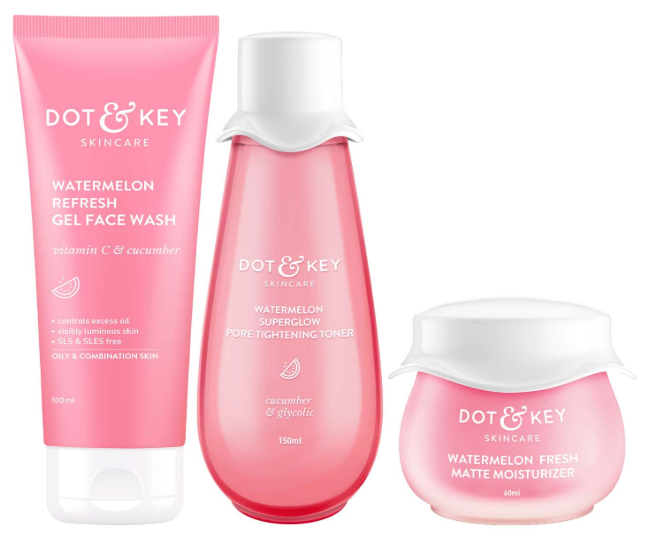 DOT & KEY
SKINCARE
WATERMELON
REFRESH
GEL FACE WASH
vitamin C & cucumber
• controls excess oil
• visibly luminous skin
• SLS & SLES free
OILY & COMBINATION SKIN
100ml
DOT & KEY
SKINCARE
WATERMELON
SUPERGLOW
PORE TIGHTENING TONER
cucumber
& glycolic
150ml
DOT & KEY
SKINCARE
WATERMELON FRESH
MATTE MOISTURIZER
60ml